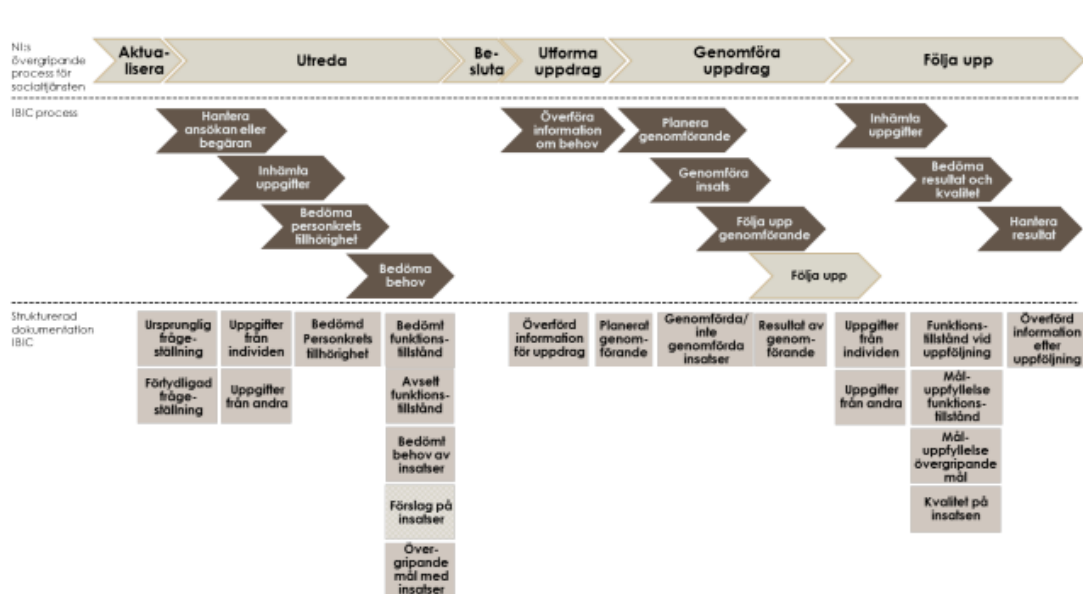 NI:s
övergripande
process för
socialtjänsten
Aktua-
lisera
Utreda
Be-
sluta
Utforma
uppdrag
Genomföra
uppdrag
Följa upp
IBIC process
Hantera
ansökan eller
begäran
Inhämta
uppgifter
Bedöma
personkrets
tillhörighet
Bedöma
behov
Överföra
information
om behov
Planera
genomförande
Genomföra
insats
Följa upp
genomförande
Följa upp
Inhämta
uppgifter
Bedöma
resultat och
kvalitet
Hantera
resultat
Strukturerad
dokumentation
IBIC
Ursprunglig
fråge-
ställning
Förtydligad
fråge-
ställning
Uppgifter
från
individen
Uppgifter
från andra
Bedömd
Personkrets
tillhörighet
Bedömt
funktions-
tillstånd
Avsett
funktions-
tillstånd
Bedömt
behov av
insatser
Förslag på
insatser
Över-
gripande
mål med
insatser
Överförd
information
för uppdrag
Planerat
genom-
förande
Genomförda/
inte
genomförda
insatser
Resultat av
genom-
förande
Uppgifter
från
individen
Uppgifter
från andra
Funktions-
tillstånd vid
uppföljning
Mål-
uppfyllelse
funktions-
tillstånd
Mål-
uppfyllelse
övergripande
mål
Kvalitet på
insatsen
Överförd
information
efter
uppföljning